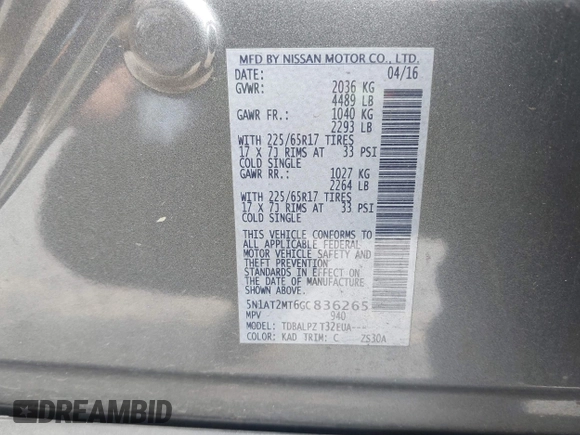 MFD BY NISSAN MOTOR CO., LTD.
DATE: 04/16
GVWR: 2036 KG
4489 LB
GAWR FR.: 1040 KG
2293 LB
WITH 225/65R17 TIRES
17 X 7J RIMS AT 33 PSI
COLD SINGLE
GAWR RR.: 1027 KG
2264 LB
WITH 225/65R17 TIRES
17 X 7J RIMS AT 33 PSI
COLD SINGLE
THIS VEHICLE CONFORMS TO
ALL APPLICABLE FEDERAL
MOTOR VEHICLE SAFETY AND
THEFT PREVENTION
STANDARDS IN EFFECT ON
THE DATE OF MANUFACTURE
SHOWN ABOVE.
5N1AT2MT6GC836265
MPV 940
MODEL: TDBALPZ T32EUA---
COLOR: KAD TRIM: C ZS30A
DREAMBID